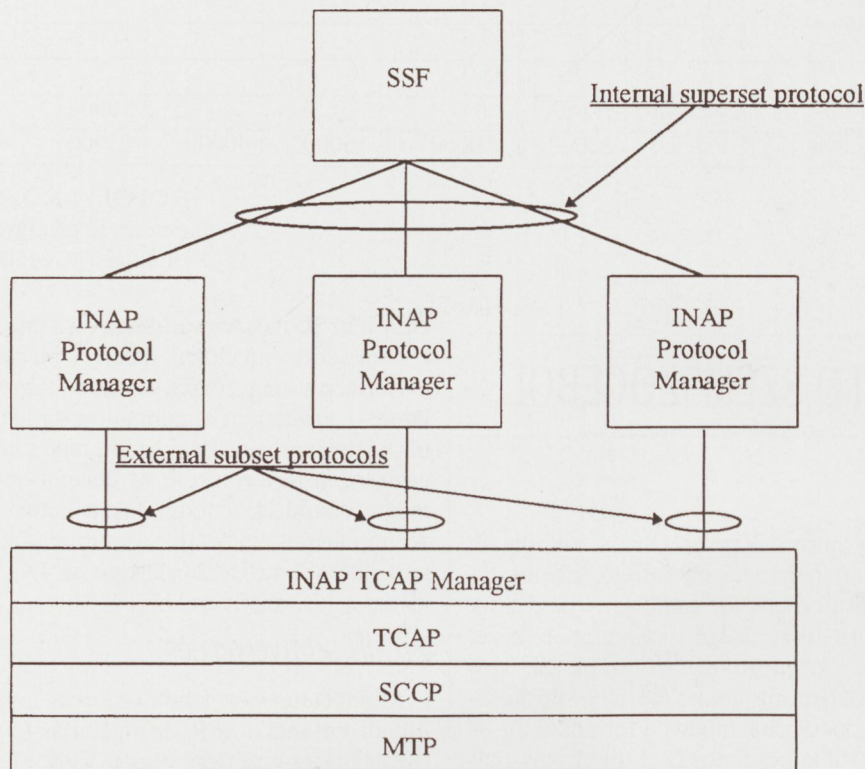 SSF
Internal superset protocol
INAP
Protocol
Manager
INAP
Protocol
Manager
INAP
Protocol
Manager
External subset protocols
INAP TCAP Manager
TCAP
SCCP
MTP